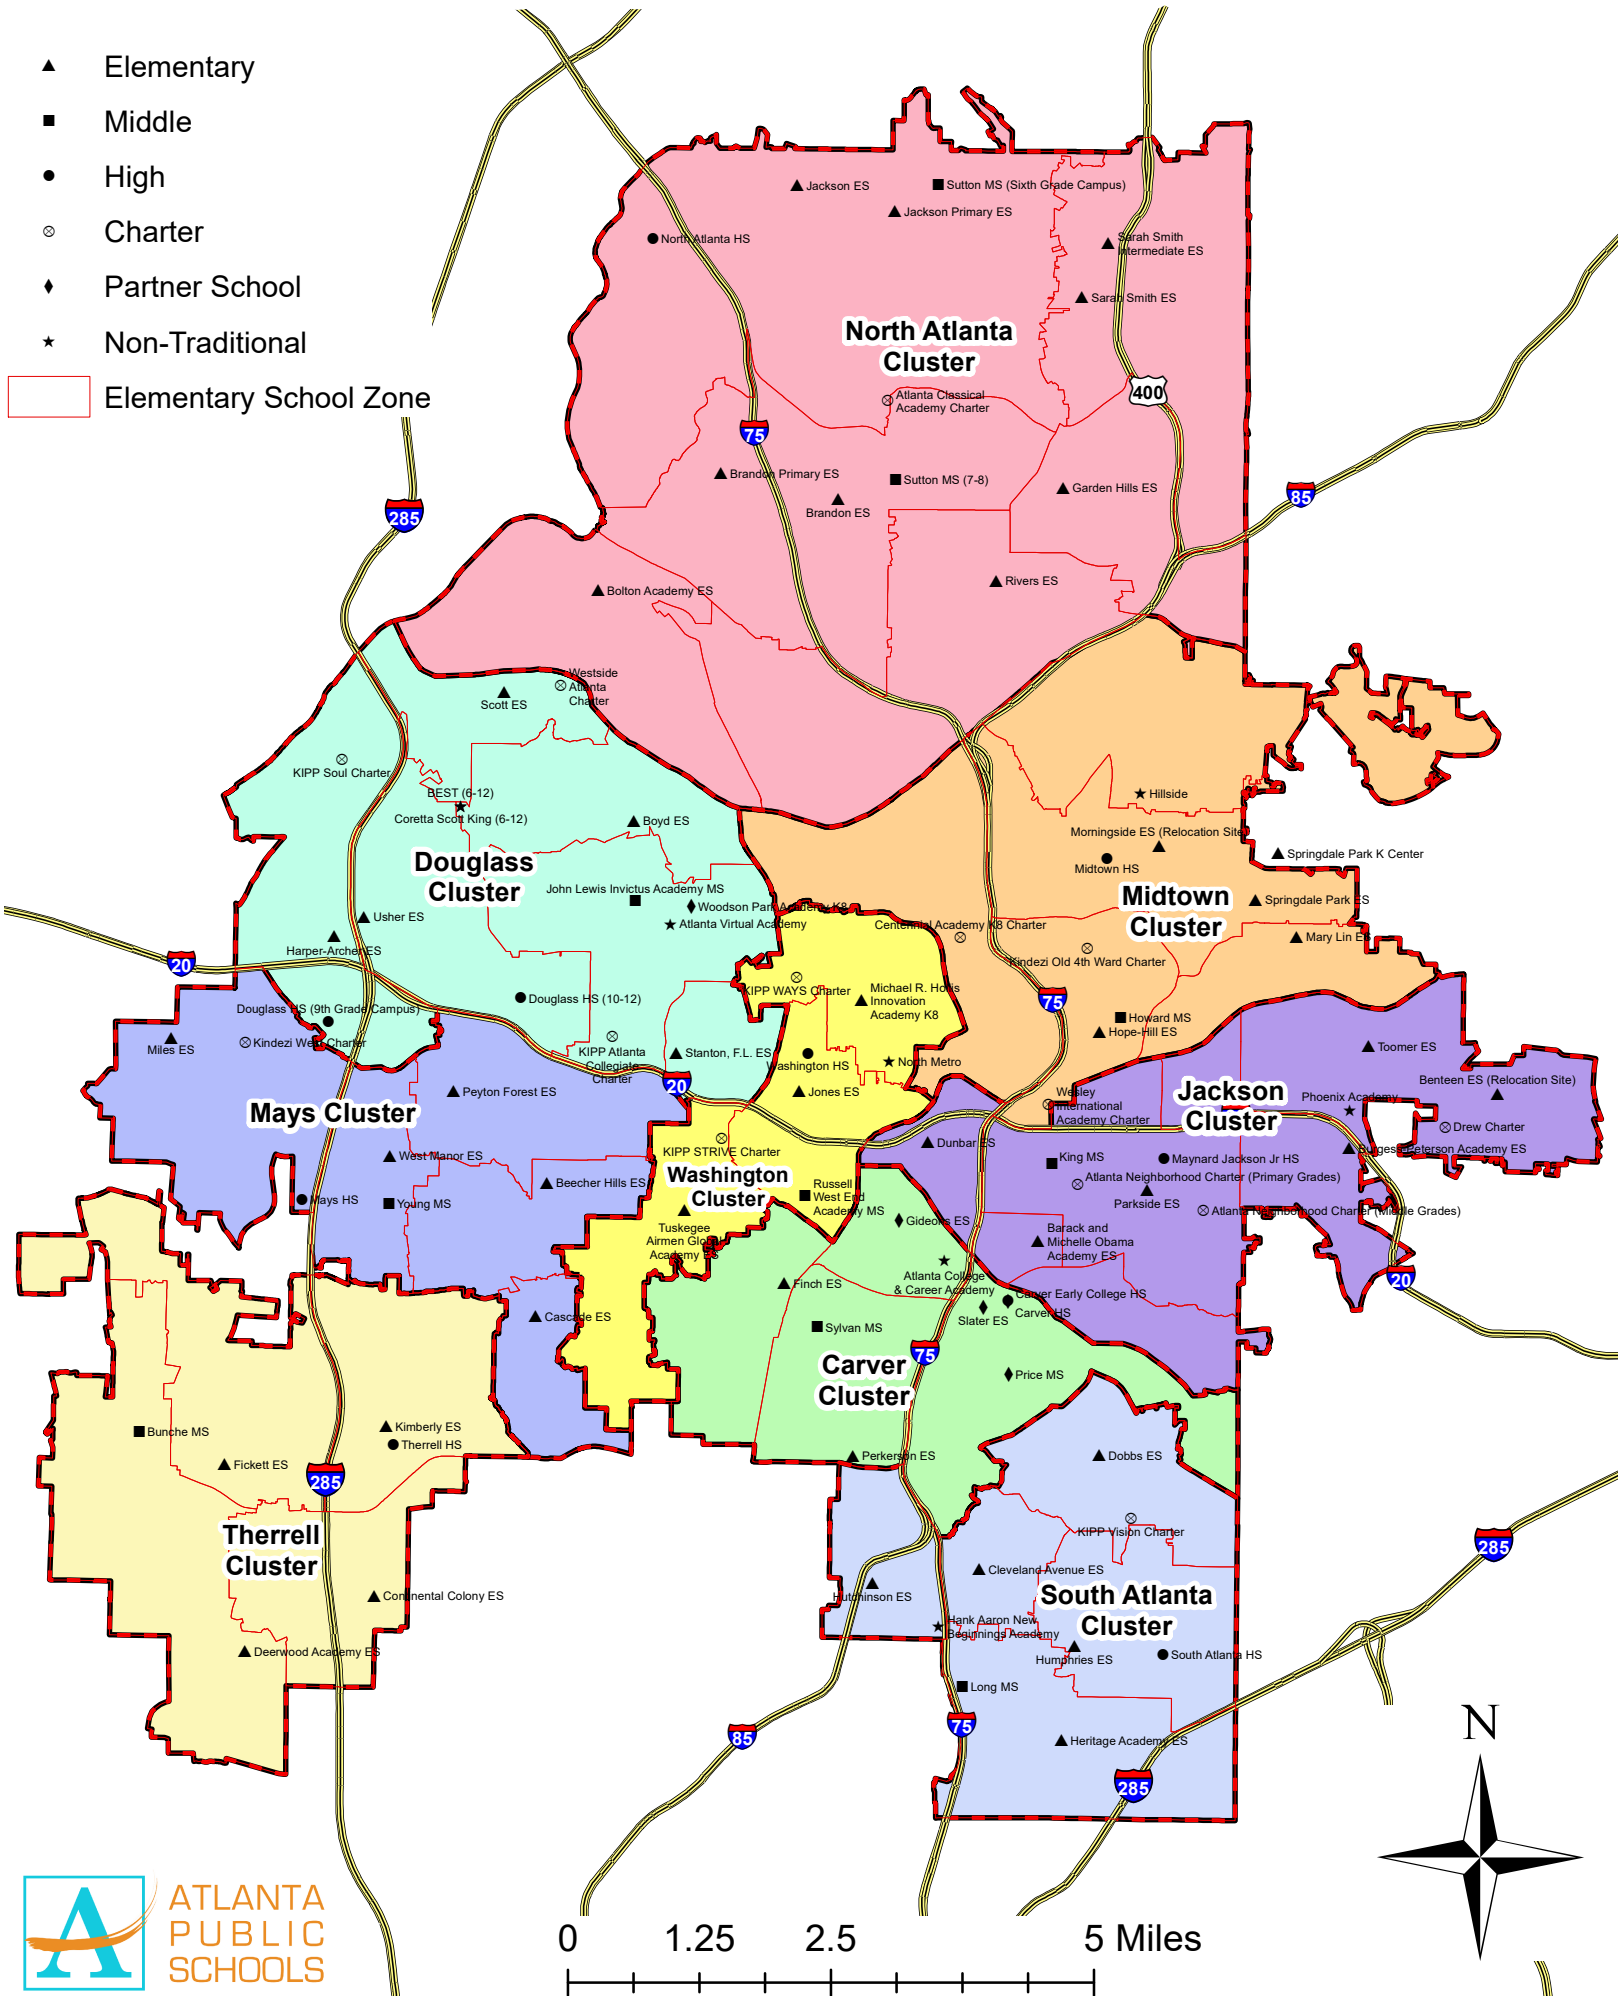 Elementary
Middle
High
Charter
Partner School
Non-Traditional
Elementary School Zone
Jackson ES
Sutton MS (Sixth Grade Campus)
Jackson Primary ES
North Atlanta HS
Sarah Smith
Intermediate ES
Sarah Smith ES
North Atlanta
Cluster
400
Atlanta Classical
Academy Charter
75
Brandon Primary ES
Sutton MS (7-8)
Garden Hills ES
Brandon ES
85
285
Rivers ES
Bolton Academy ES
Westside
Atlanta
Charter
Scott ES
KIPP Soul Charter
BEST (6-12)
Coretta Scott King (6-12)
Hillside
Boyd ES
Morningside ES (Relocation Site)
Midtown HS
Springdale Park K Center
Douglass
Cluster
John Lewis Invictus Academy MS
Woodson Park Academy K8
Atlanta Virtual Academy
Midtown
Cluster
Springdale Park ES
Usher ES
Harper-Archer ES
Centennial Academy K8 Charter
Mary Lin ES
Kindezi Old 4th Ward Charter
20
KIPP WAYS Charter
Michael R. Hollis
Innovation
Academy K8
Douglass HS (10-12)
75
Douglass HS (9th Grade Campus)
Howard MS
Hope-Hill ES
Miles ES
Kindezi West Charter
KIPP Atlanta
Collegiate
Charter
Stanton, F.L. ES
Washington HS
North Metro
Toomer ES
20
Peyton Forest ES
Jones ES
Wesley
International
Academy Charter
Jackson
Cluster
Benteen ES (Relocation Site)
Phoenix Academy
Mays Cluster
Drew Charter
Dunbar ES
Burgess-Peterson Academy ES
KIPP STRIVE Charter
West Manor ES
King MS
Maynard Jackson Jr HS
Washington
Cluster
Atlanta Neighborhood Charter (Primary Grades)
Beecher Hills ES
Russell
West End
Academy MS
Parkside ES
Mays HS
Young MS
Atlanta Neighborhood Charter (Middle Grades)
Gideons ES
Tuskegee
Airmen Global
Academy ES
Barack and
Michelle Obama
Academy ES
Atlanta College
& Career Academy
20
Finch ES
Carver Early College HS
Carver HS
Slater ES
Cascade ES
Sylvan MS
75
Carver
Cluster
Price MS
Bunche MS
Kimberly ES
Therrell HS
Fickett ES
Perkerson ES
Dobbs ES
285
Therrell
Cluster
KIPP Vision Charter
285
Cleveland Avenue ES
Hutchinson ES
Continental Colony ES
South Atlanta
Cluster
Hank Aaron New
Beginnings Academy
Deerwood Academy ES
Humphries ES
South Atlanta HS
Long MS
85
75
Heritage Academy ES
285
N
ATLANTA
PUBLIC
SCHOOLS
0 1.25 2.5 5 Miles